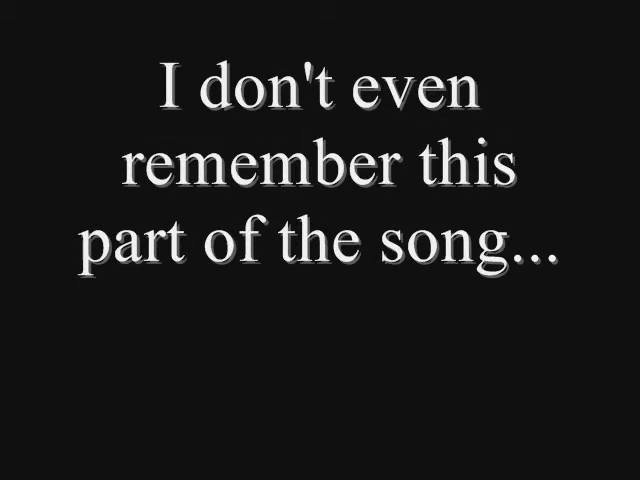 I don't even
remember this
part of the song...